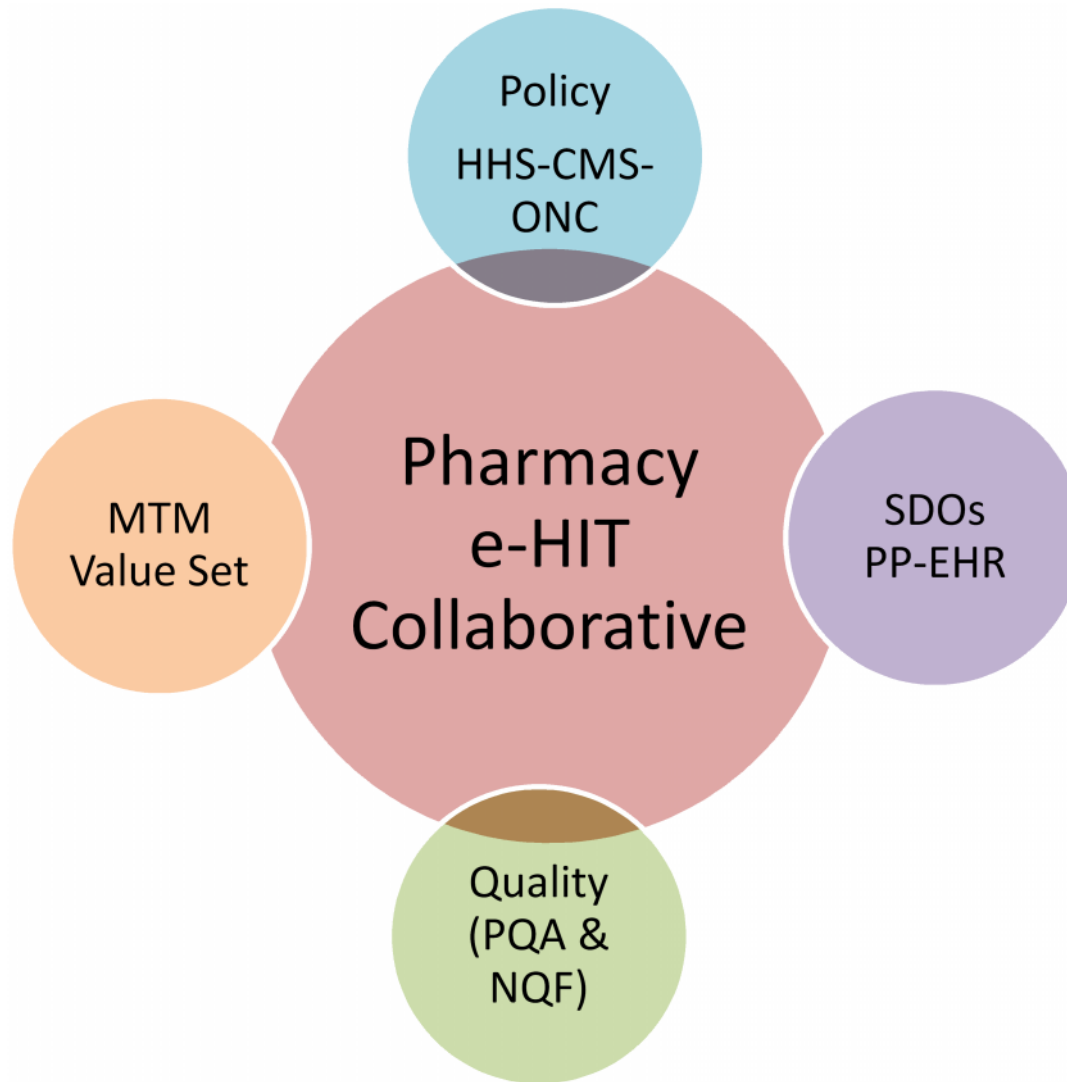 Policy
HHS-CMS-
ONC
Pharmacy
e-HIT
Collaborative
MTM
Value Set
SDOs
PP-EHR
Quality
(PQA &
NQF)